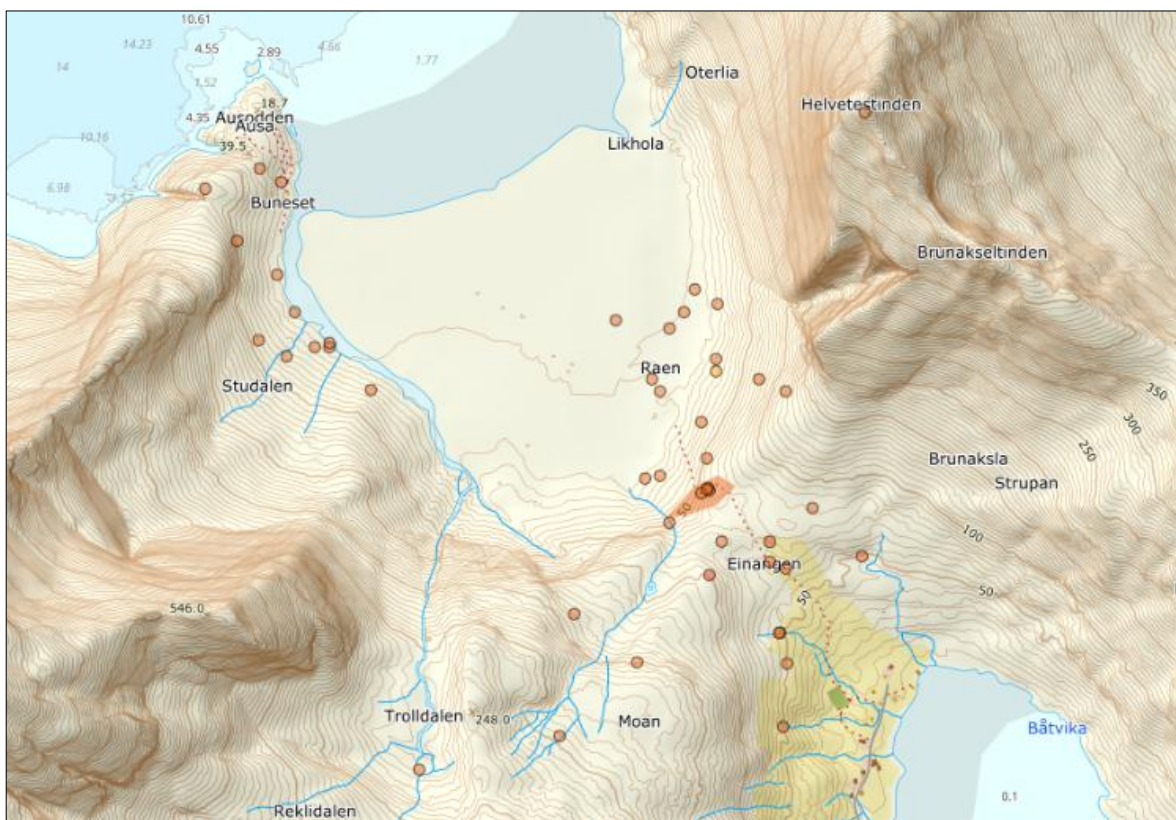 10.61
14.23
4.55
2.89
4.66
14
1.77
1.52
Oterlia
18.7
Helvetestinden
4.35
Ausodden
Ausa
10.16
39.5
Likhola
6.98
Buneset
Brunakseltinden
Raen
Studalen
350
300
250
Brunaksla
Strupan
50
100
Einangen
50
50
546.0
Trolldalen
248.0
Moan
Båtvika
0.1
Reklidalen